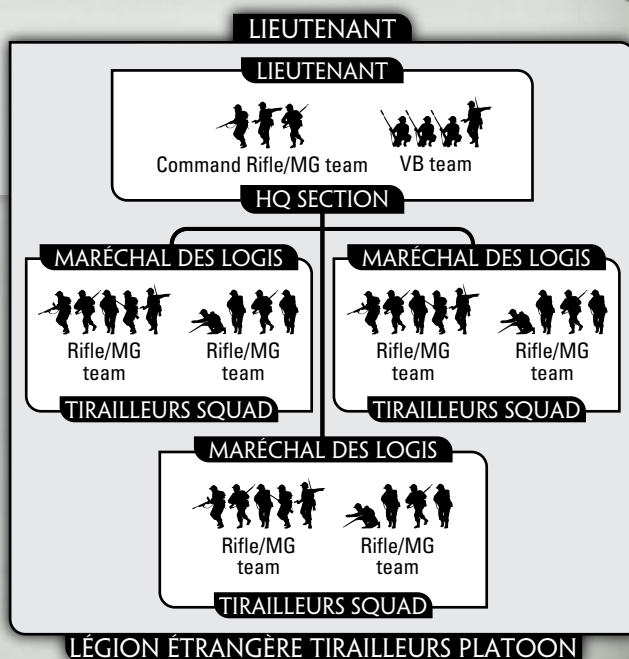 LIEUTENANT
LIEUTENANT
Command Rifle/MG team
VB team
HQ SECTION
MARÉCHAL DES LOGIS
Rifle/MG
team
Rifle/MG
team
TIRAILLEURS SQUAD
MARÉCHAL DES LOGIS
Rifle/MG
team
Rifle/MG
team
TIRAILLEURS SQUAD
MARÉCHAL DES LOGIS
Rifle/MG
team
Rifle/MG
team
TIRAILLEURS SQUAD
LÉGION ÉTRANGÈRE TIRAILLEURS PLATOON